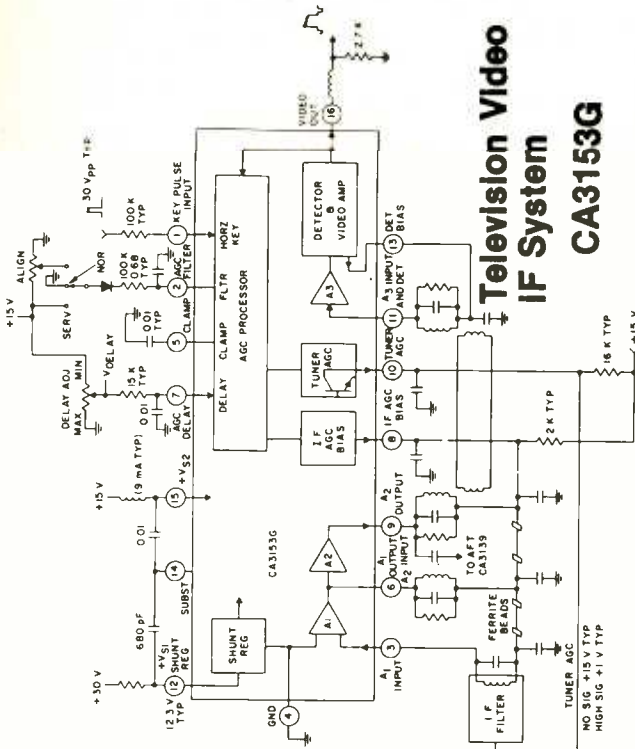 Television Video
IF System
CA3153G
+30 V
680 pF
0.01
+15 V
(9 mA TYP)
DELAY ADJ
MAX
MIN
+15 V
ALIGN
SERV
NOR
V DELAY
15 K
TYP
0.01
0.01
TYP
100 K
0.68
TYP
100 K
TYP
30 Vpp TYP.
12.3 V
TYP
+VS1
SHUNT
REG
12
SUBST
14
+VS2
15
AGC
DELAY
7
CLAMP
5
AGC
FILTER
2
KEY PULSE
INPUT
1
GND
4
SHUNT
REG
CA3153G
DELAY
CLAMP
FLTR
HORZ
KEY
AGC PROCESSOR
VIDEO
OUT
16
2.7 K
A1
A2
IF
AGC
BIAS
TUNER
AGC
A3
DETECTOR
&
VIDEO AMP
3
A1
INPUT
6
A1
OUTPUT
A2
INPUT
9
A2
OUTPUT
8
IF AGC
BIAS
10
TUNER
AGC
11
A3 INPUT
AND DET
13
DET
BIAS
TO AFT
CA3139
IF
FILTER
FERRITE
BEADS
2 K TYP
16 K TYP
+15 V
TUNER AGC
NO SIG +15 V TYP
HIGH SIG +1 V TYP